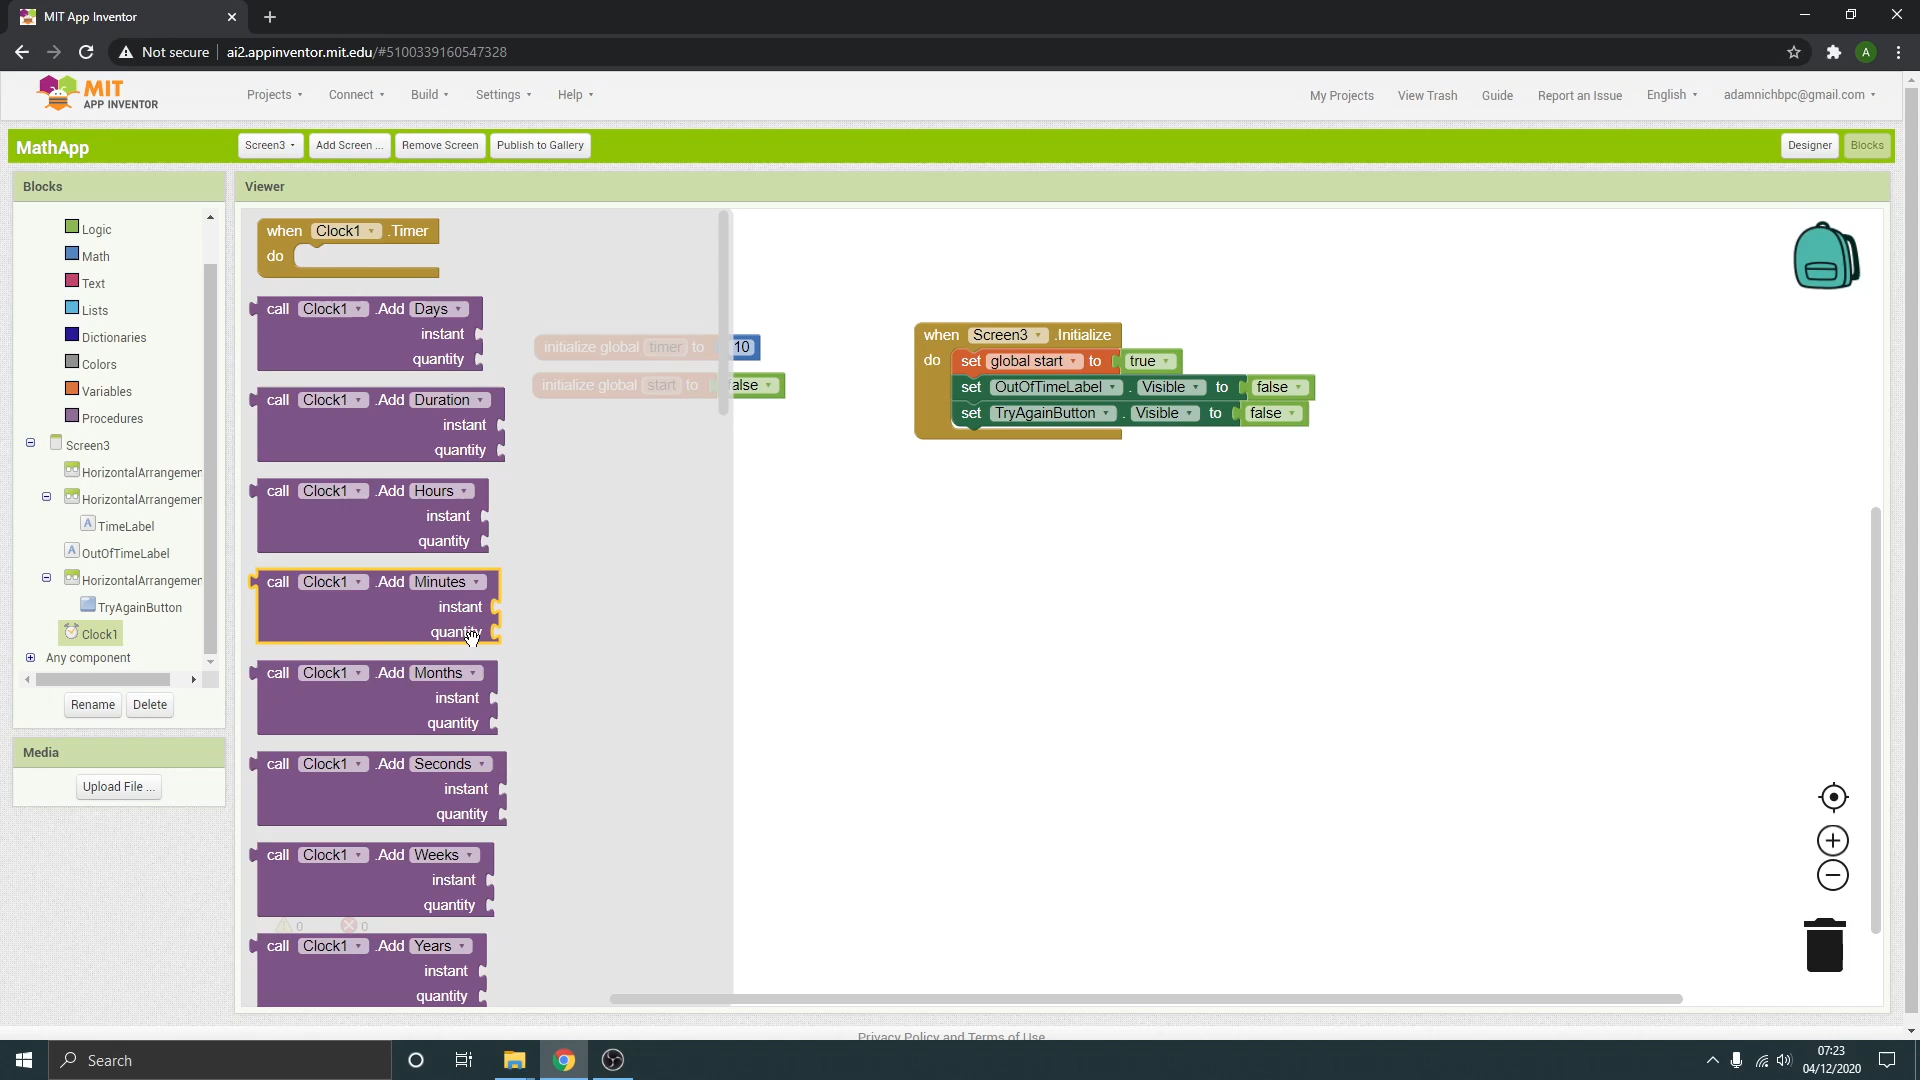 MIT App Inventor
Not secure ai2.appinventor.mit.edu/#5100339160547328
A
MIT
APP INVENTOR
Projects Connect Build Settings Help
My Projects View Trash Guide Report an Issue English adamnichbpc@gmail.com
MathApp
Screen3 Add Screen ... Remove Screen Publish to Gallery
Designer Blocks
Blocks
Viewer
Logic
Math
Text
Lists
Dictionaries
Colors
Variables
Procedures
Screen3
HorizontalArrangemen
HorizontalArrangemen
A TimeLabel
A OutOfTimeLabel
HorizontalArrangemen
TryAgainButton
Clock1
Any component
Rename Delete
Media
Upload File ...
when Clock1 .Timer
do
call Clock1 .Add Days
instant
quantity
call Clock1 .Add Duration
instant
quantity
call Clock1 .Add Hours
instant
quantity
call Clock1 .Add Minutes
instant
quantity
call Clock1 .Add Months
instant
quantity
call Clock1 .Add Seconds
instant
quantity
call Clock1 .Add Weeks
instant
quantity
0 0
call Clock1 .Add Years
instant
quantity
initialize global timer to 10
initialize global start to false
when Screen3 .Initialize
do set global start to true
set OutOfTimeLabel . Visible to false
set TryAgainButton . Visible to false
Privacy Policy and Terms of Use
Search
07:23
04/12/2020